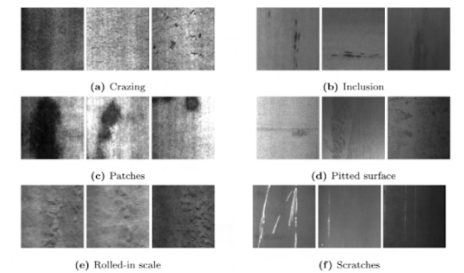 (a) Crazing
(b) Inclusion
(c) Patches
(d) Pitted surface
(e) Rolled-in scale
(f) Scratches